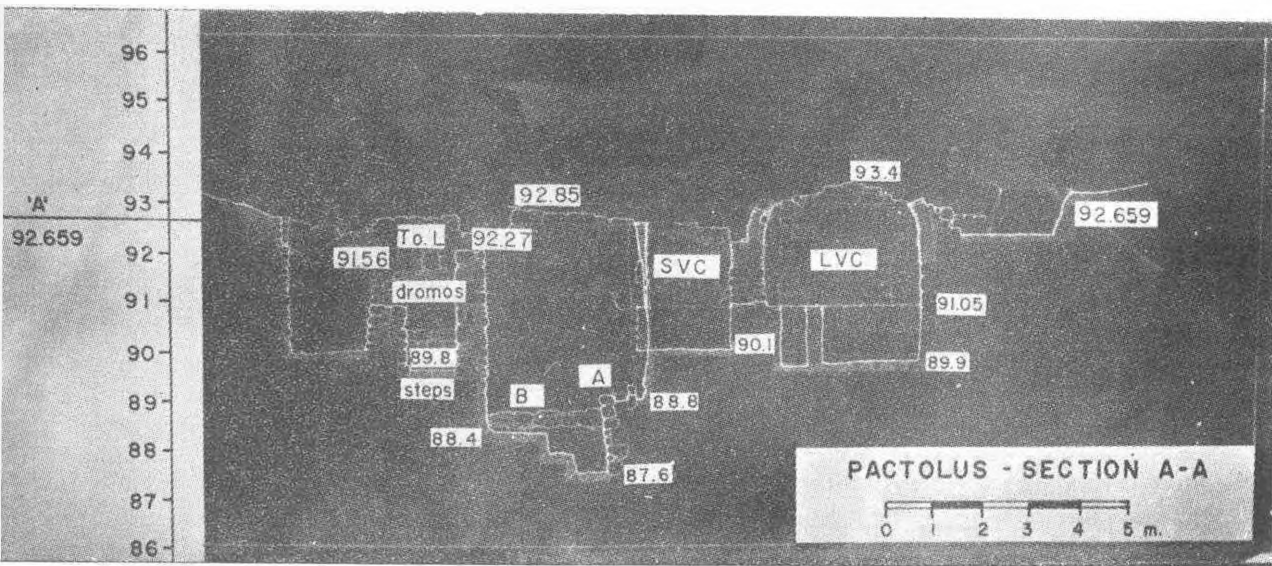 96
95
94
93
92
91
90
89
88
87
86
'A'
92.659
91.56
To. L
dromos
89.8
steps
92.85
92.27
88.4
B
A
87.6
88.8
SVC
90.1
93.4
LVC
91.05
89.9
92.659
PACTOLUS - SECTION A-A
0 1 2 3 4 5 m.